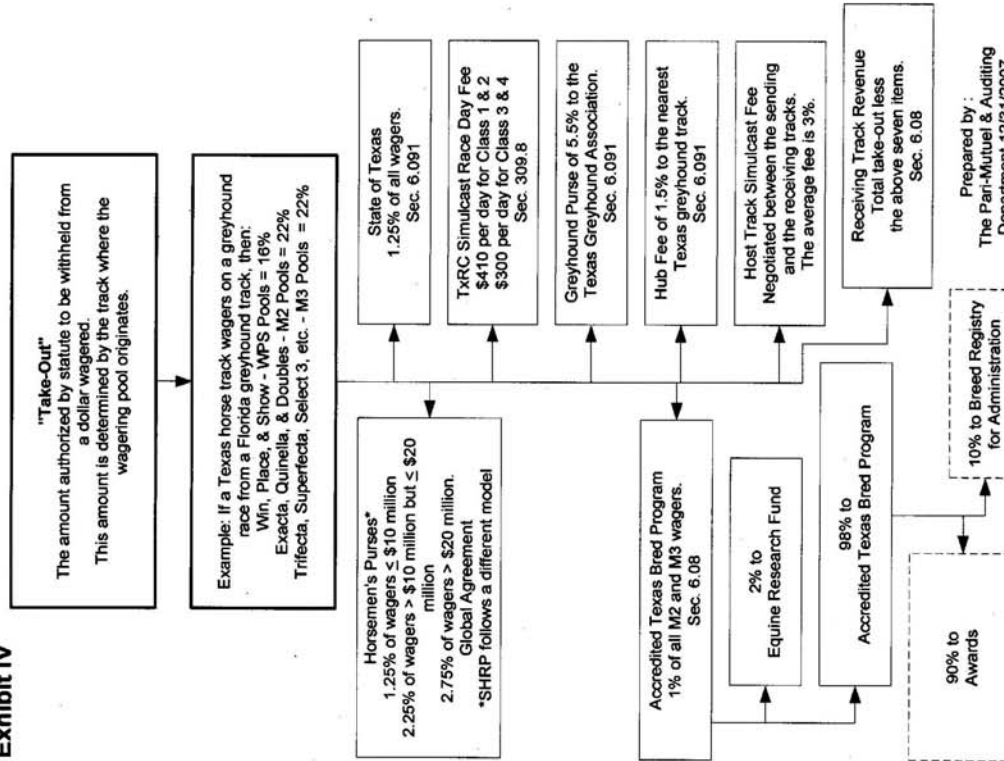 Exhibit IV
"Take-Out"
The amount authorized by statute to be withheld from
a dollar wagered.
This amount is determined by the track where the
wagering pool originates.
Example: If a Texas horse track wagers on a greyhound
race from a Florida greyhound track, then:
Win, Place, & Show - WPS Pools = 16%
Exacta, Quinella, & Doubles - M2 Pools = 22%
Trifecta, Superfecta, Select 3, etc. - M3 Pools = 22%
Horsemen's Purses*
1.25% of wagers ≤ $10 million
2.25% of wagers > $10 million but ≤ $20
million
2.75% of wagers > $20 million.
Global Agreement
*SHRP follows a different model
State of Texas
1.25% of all wagers.
Sec. 6.091
TxRC Simulcast Race Day Fee
$410 per day for Class 1 & 2
$300 per day for Class 3 & 4
Sec. 309.8
Greyhound Purse of 5.5% to the
Texas Greyhound Association.
Sec. 6.091
Hub Fee of 1.5% to the nearest
Texas greyhound track.
Sec. 6.091
Accredited Texas Bred Program
1% of all M2 and M3 wagers.
Sec. 6.08
Host Track Simulcast Fee
Negotiated between the sending
and the receiving tracks.
The average fee is 3%.
2% to
Equine Research Fund
98% to
Accredited Texas Bred Program
Receiving Track Revenue
Total take-out less
the above seven items.
Sec. 6.08
90% to
Awards
10% to Breed Registry
for Administration
Prepared by :
The Pari-Mutuel & Auditing